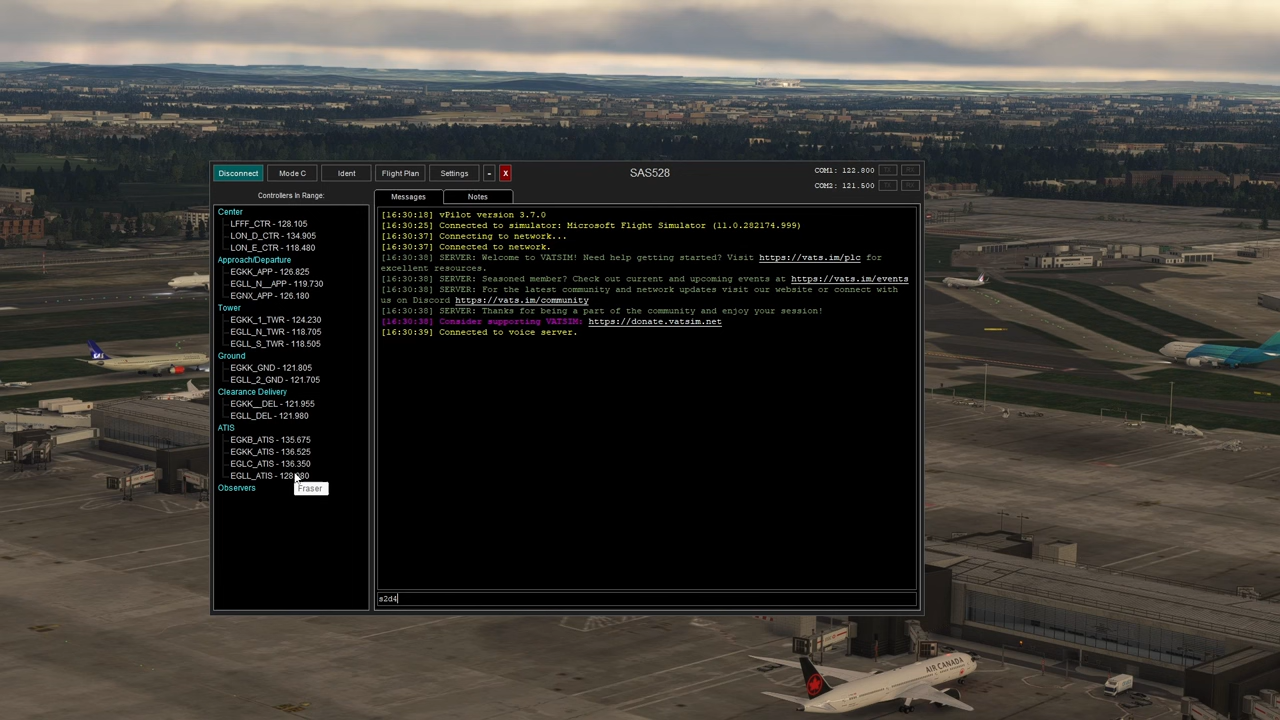 Disconnect
Mode C
Ident
Flight Plan
Settings
-
X
SAS528
COM1: 122.800
TX
RX
COM2: 121.500
TX
RX
Controllers In Range:
Center
LFFF_CTR - 128.105
LON_D_CTR - 134.905
LON_E_CTR - 118.480
Approach/Departure
EGKK_APP - 126.825
EGLL_N__APP - 119.730
EGNX_APP - 126.180
Tower
EGKK_1_TWR - 124.230
EGLL_N_TWR - 118.705
EGLL_S_TWR - 118.505
Ground
EGKK_GND - 121.805
EGLL_2_GND - 121.705
Clearance Delivery
EGKK__DEL - 121.955
EGLL_DEL - 121.980
ATIS
EGKB_ATIS - 135.675
EGKK_ATIS - 136.525
EGLC_ATIS - 136.350
EGLL_ATIS -
Observers
Fraser
Messages
Notes
[16:30:18] vPilot version 3.7.0
[16:30:25] Connected to simulator: Microsoft Flight Simulator (11.0.282174.999)
[16:30:37] Connecting to network...
[16:30:37] Connected to network.
[16:30:38] SERVER: Welcome to VATSIM! Need help getting started? Visit https://vats.im/plc for
excellent resources.
[16:30:38] SERVER: Seasoned member? Check out current and upcoming events at https://vats.im/events
[16:30:38] SERVER: For the latest community and network updates visit our website or connect with
us on Discord https://vats.im/community
[16:30:38] SERVER: Thanks for being a part of the community and enjoy your session!
[16:30:38] Consider supporting VATSIM: https://donate.vatsim.net
[16:30:39] Connected to voice server.
s2d4
AIR CANADA